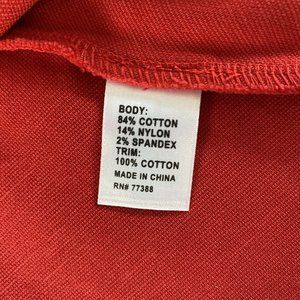 BODY:
84% COTTON
14% NYLON
2% SPANDEX
TRIM:
100% COTTON
MADE IN CHINA
RN# 77388